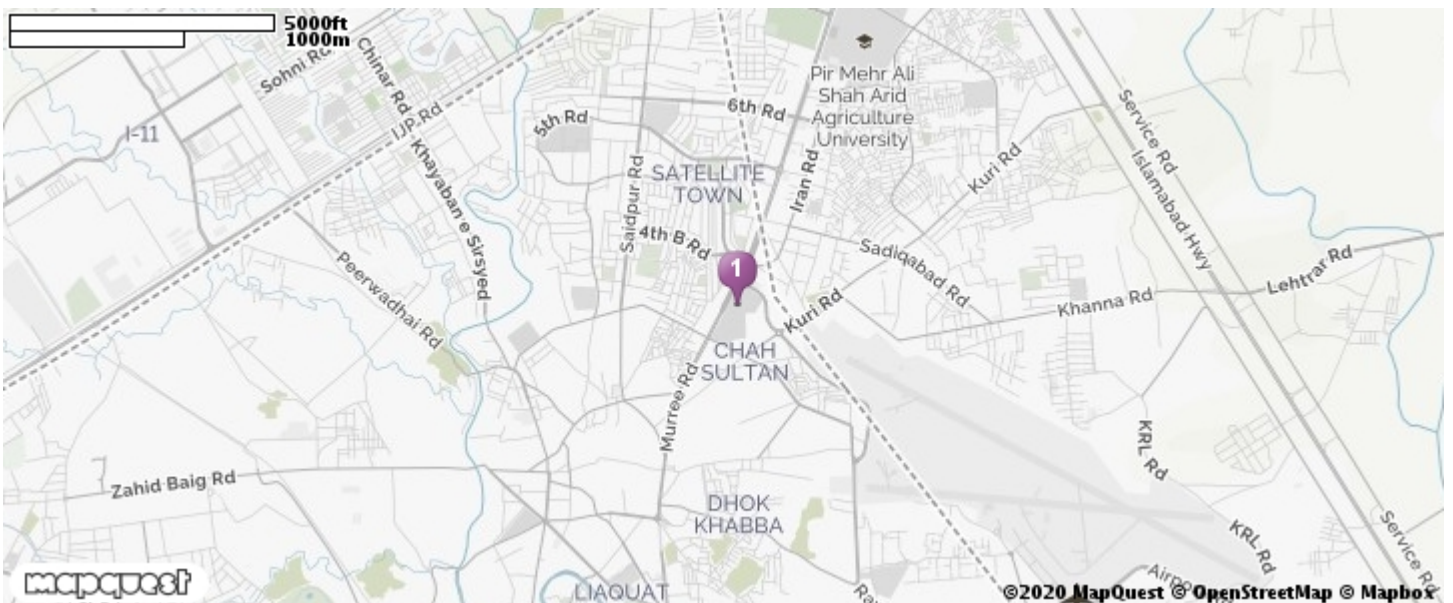 5000ft
1000m
Sohni Rd
Chinar Rd
IJP Rd
I-11
Khayaban e Sirsyed
5th Rd
6th Rd
Pir Mehr Ali
Shah Arid
Agriculture
University
SATELLITE
TOWN
Saidpur Rd
Iran Rd
Kuri Rd
Service Rd
Islamabad Hwy
4th B Rd
1
Sadiqabad Rd
Peerwadhai Rd
Kuri Rd
Khanna Rd
Lehtrar Rd
CHAH
SULTAN
Murree Rd
KRL Rd
Zahid Baig Rd
DHOK
KHABBA
KRL Rd
Service Rd
LIAQUAT
mapquest
©2020 MapQuest © OpenStreetMap © Mapbox